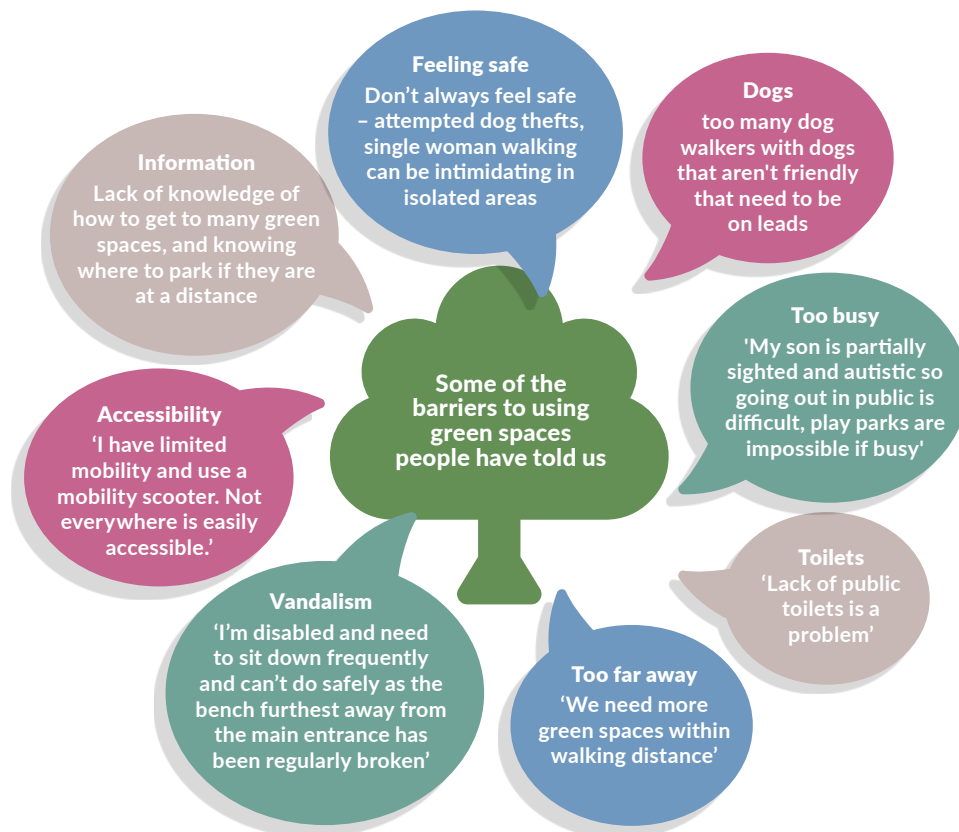 Feeling safe
Don't always feel safe
– attempted dog thefts,
single woman walking
can be intimidating in
isolated areas
Dogs
too many dog
walkers with dogs
that aren't friendly
that need to be
on leads
Information
Lack of knowledge of
how to get to many green
spaces, and knowing
where to park if they are
at a distance
Too busy
'My son is partially
sighted and autistic so
going out in public is
difficult, play parks are
impossible if busy'
Some of the
barriers to using
green spaces
people have told us
Accessibility
‘I have limited
mobility and use a
mobility scooter. Not
everywhere is easily
accessible.’
Toilets
‘Lack of public
toilets is a
problem’
Vandalism
‘I’m disabled and need
to sit down frequently
and can’t do safely as the
bench furthest away from
the main entrance has
been regularly broken’
Too far away
‘We need more
green spaces within
walking distance’